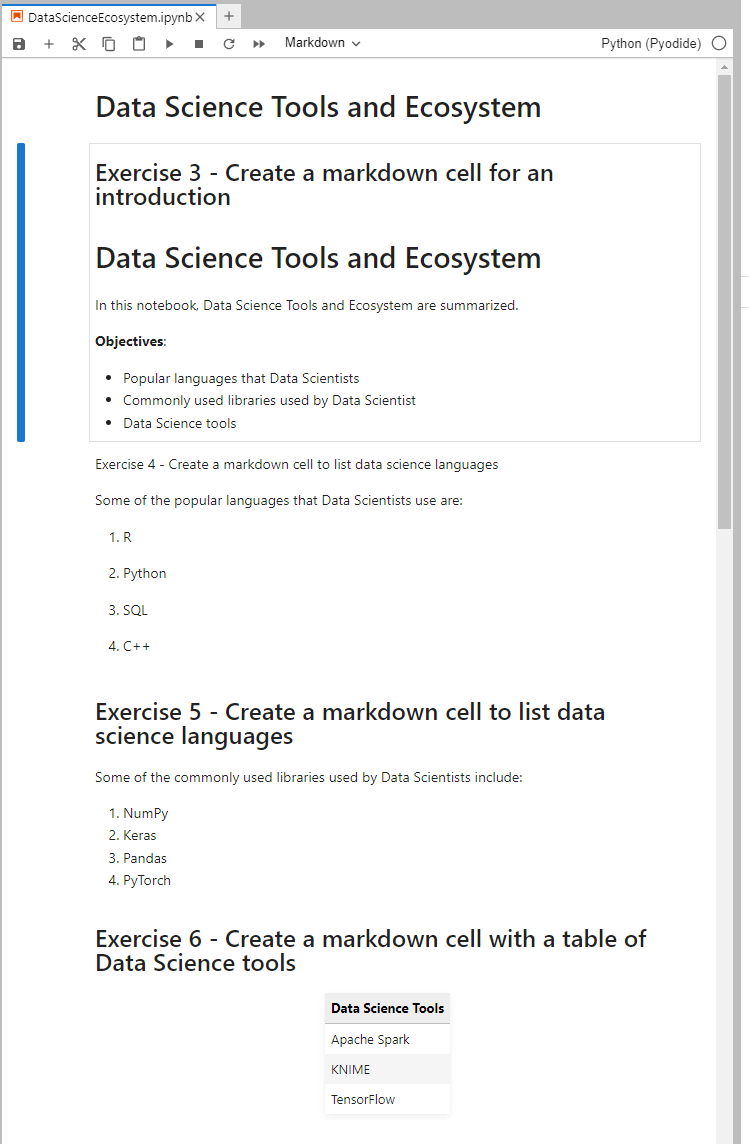 DataScienceEcosystem.ipynb
Markdown
Python (Pyodide)
Data Science Tools and Ecosystem
Exercise 3 - Create a markdown cell for an
introduction
Data Science Tools and Ecosystem
In this notebook, Data Science Tools and Ecosystem are summarized.
Objectives:
• Popular languages that Data Scientists
• Commonly used libraries used by Data Scientist
• Data Science tools
Exercise 4 - Create a markdown cell to list data science languages
Some of the popular languages that Data Scientists use are:
1. R
2. Python
3. SQL
4. C++
Exercise 5 - Create a markdown cell to list data
science languages
Some of the commonly used libraries used by Data Scientists include:
1. NumPy
2. Keras
3. Pandas
4. PyTorch
Exercise 6 - Create a markdown cell with a table of
Data Science tools
Data Science Tools
Apache Spark
KNIME
TensorFlow